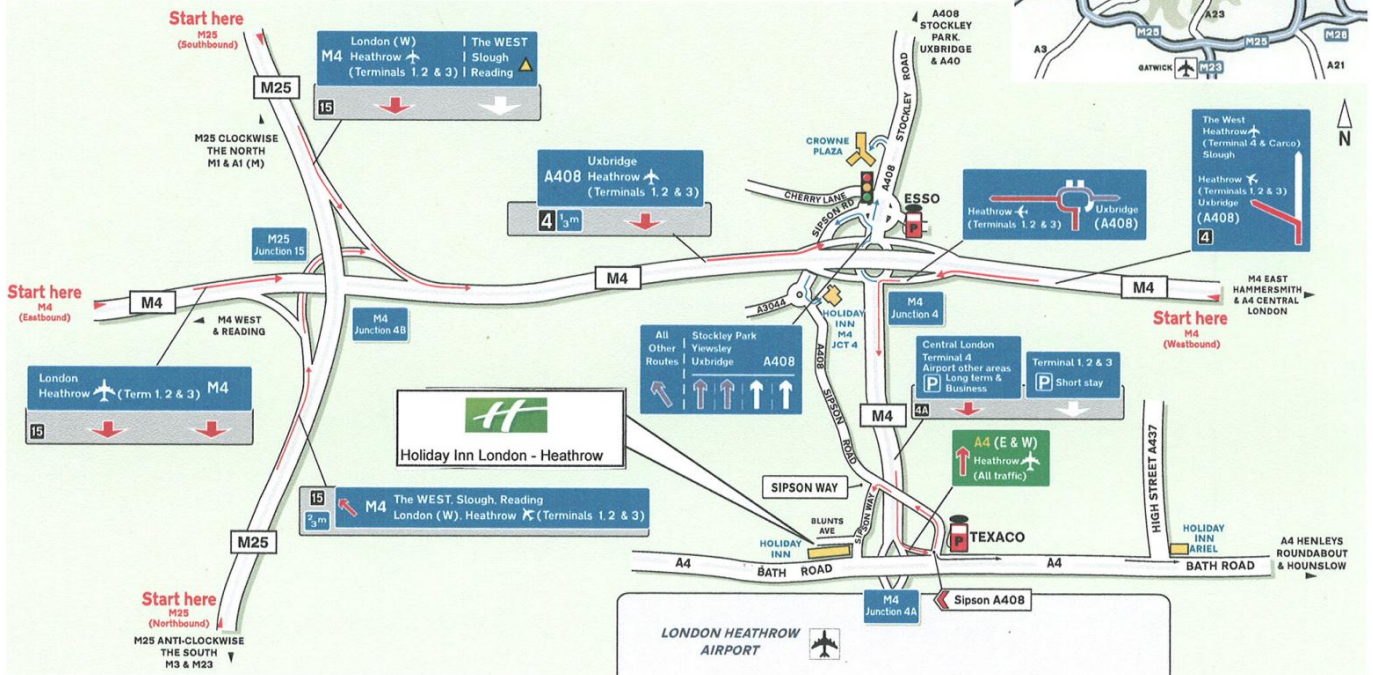 Start here
M25
(Southbound)
M4
London (W)
Heathrow
(Terminals 1, 2 & 3)
The WEST
Slough
Reading
15
A408
STOCKLEY
PARK,
UXBRIDGE
& A40
A23
M25
M25
M26
A3
GATWICK
M23
A21
M25
M25 CLOCKWISE
THE NORTH
M1 & A1 (M)
STOCKLEY ROAD
A408
CROWNE
PLAZA
CHERRY LANE
SIPSON RD
ESSO
P
The West
Heathrow
(Terminal 4 & Carco)
Slough
Heathrow
(Terminals 1, 2 & 3)
Uxbridge
(A408)
4
N
A408
Uxbridge
Heathrow
(Terminals 1, 2 & 3)
4
1/3m
Heathrow
(Terminals 1, 2 & 3)
Uxbridge
(A408)
M25
Junction 15
Start here
M4
(Eastbound)
M4
M4 WEST
& READING
M4
Junction 4B
M4
M4
M4 EAST
HAMMERSMITH
& A4 CENTRAL
LONDON
Start here
M4
(Westbound)
A3044
HOLIDAY
INN
M4
JCT 4
M4
Junction 4
All
Other
Routes
Stockley Park
Yiewsley
Uxbridge
A408
A408
SIPSON
ROAD
Central London
Terminal 4
Airport other areas
P Long term &
Business
4A
Terminal 1, 2 & 3
P Short stay
London
Heathrow (Term 1, 2 & 3)
M4
15
H
Holiday Inn London - Heathrow
M4
A4 (E & W)
Heathrow
(All traffic)
HIGH STREET A437
SIPSON WAY
SIPSON WAY
15
2/3m
M4
The WEST, Slough, Reading
London (W), Heathrow (Terminals 1, 2 & 3)
M25
BLUNTS
AVE
HOLIDAY
INN
P
TEXACO
HOLIDAY
INN
ARIEL
A4
BATH ROAD
A4
BATH ROAD
A4 HENLEYS
ROUNDABOUT
& HOUNSLOW
Start here
M25
(Northbound)
M25 ANTI-CLOCKWISE
THE SOUTH
M3 & M23
M4
Junction 4A
Sipson A408
LONDON HEATHROW
AIRPORT